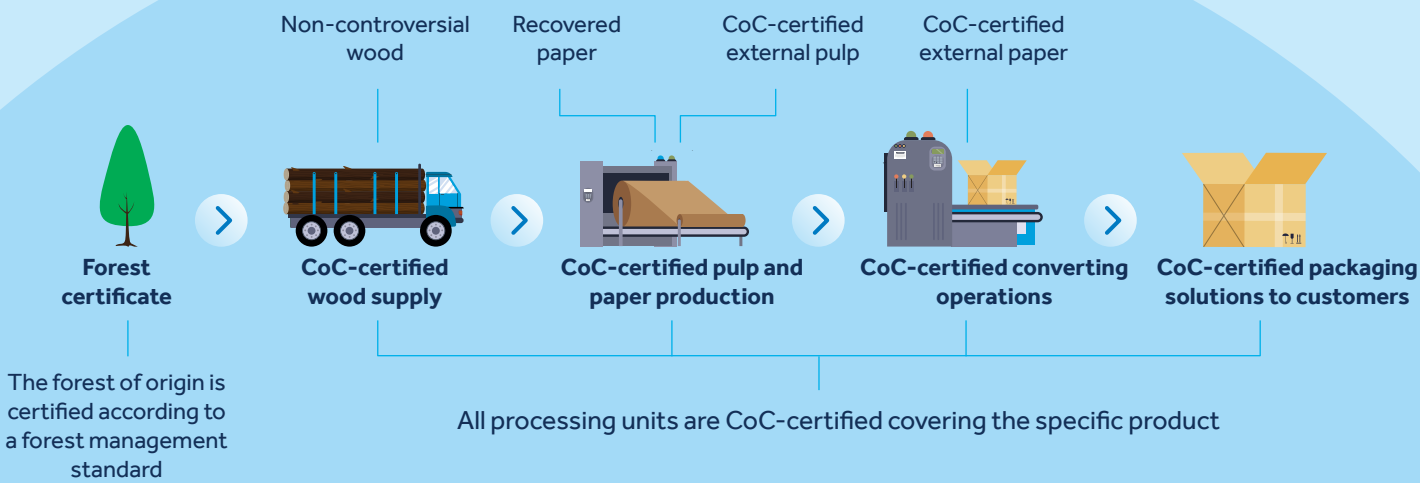 Non-controversial
wood
Recovered
paper
CoC-certified
external pulp
CoC-certified
external paper
Forest
certificate
CoC-certified
wood supply
CoC-certified pulp and
paper production
CoC-certified converting
operations
CoC-certified packaging
solutions to customers
The forest of origin is
certified according to
a forest management
standard
All processing units are CoC-certified covering the specific product